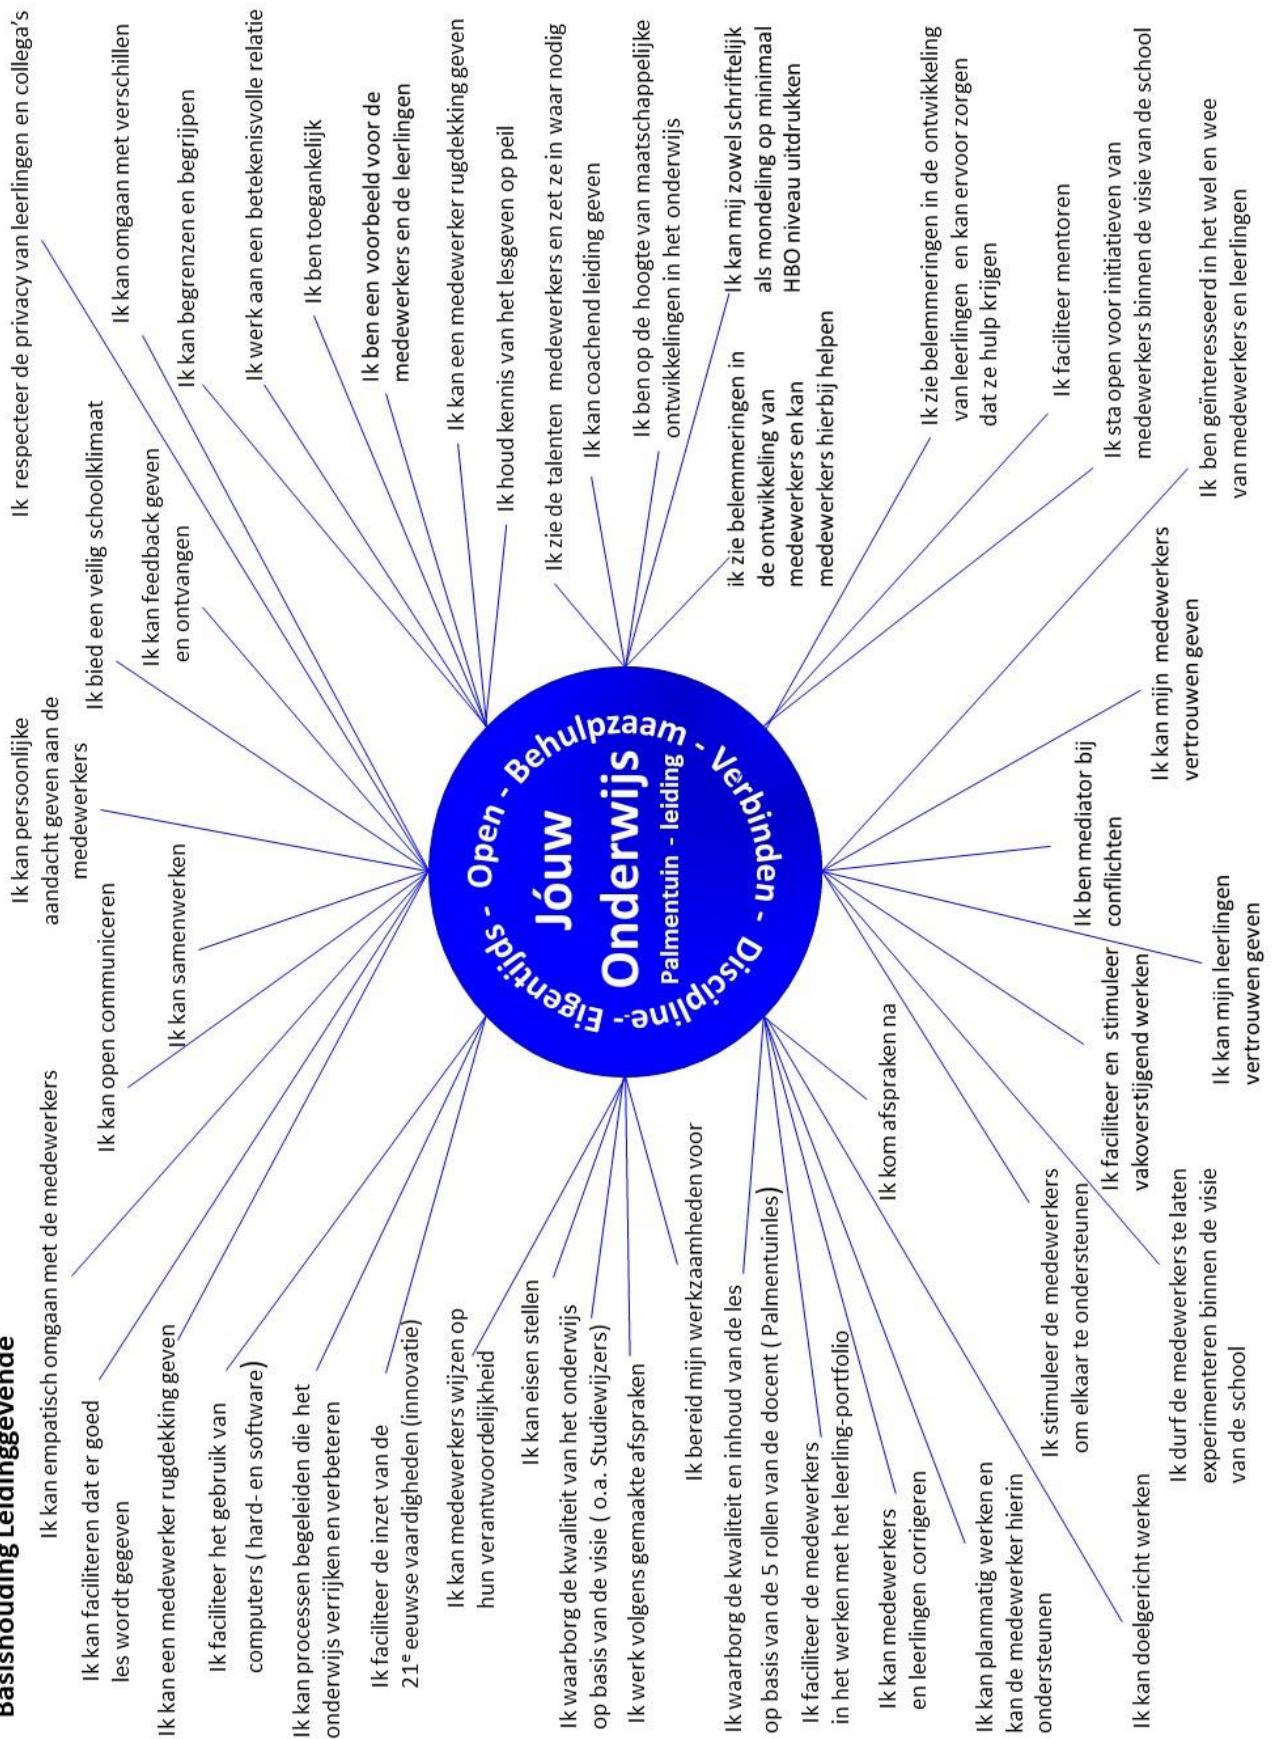 Basishouding Leidinggevende
Ik kan empatisch omgaan met de medewerkers
Ik kan faciliteren dat er goed
les wordt gegeven
Ik kan een medewerker rugdekking geven
Ik faciliteer het gebruik van
computers (hard- en software)
Ik kan processen begeleiden die het
onderwijs verrijken en verbeteren
Ik faciliteer de inzet van de
21e eeuwse vaardigheden (innovatie)
Ik kan medewerkers wijzen op
hun verantwoordelijkheid
Ik kan eisen stellen
Ik waarborg de kwaliteit van het onderwijs
op basis van de visie ( o.a. Studiewijzers)
Ik werk volgens gemaakte afspraken
Ik bereid mijn werkzaamheden voor
Ik waarborg de kwaliteit en inhoud van de les
op basis van de 5 rollen van de docent ( Palmentuinles)
Ik faciliteer de medewerkers
in het werken met het leerling-portfolio
Ik kan medewerkers
en leerlingen corrigeren
Ik kan planmatig werken en
kan de medewerker hierin
ondersteunen
Ik kan doelgericht werken
Ik kom afspraken na
Ik stimuleer de medewerkers
om elkaar te ondersteunen
Ik durf de medewerkers te laten
experimenteren binnen de visie
van de school
Ik faciliteer en stimuleer
vakoverstijgend werken
Ik kan mijn leerlingen
vertrouwen geven
Ik ben mediator bij
conflichten
Ik kan mijn medewerkers
vertrouwen geven
Ik kan open communiceren
Ik kan samenwerken
Ik kan persoonlijke
aandacht geven aan de
medewerkers
Ik bied een veilig schoolklimaat
Ik kan feedback geven
en ontvangen
Eigentijds - Open - Behulpzaam - Verbinden - Discipline -
Jóuw
Onderwijs
Palmentuin - leiding
Ik respecteer de privacy van leerlingen en collega's
Ik kan omgaan met verschillen
Ik kan begrenzen en begrijpen
Ik werk aan een betekenisvolle relatie
Ik ben toegankelijk
Ik ben een voorbeeld voor de
medewerkers en de leerlingen
Ik kan een medewerker rugdekking geven
Ik houd kennis van het lesgeven op peil
Ik zie de talenten medewerkers en zet ze in waar nodig
Ik kan coachend leiding geven
Ik ben op de hoogte van maatschappelijke
ontwikkelingen in het onderwijs
Ik kan mij zowel schriftelijk
als mondeling op minimaal
HBO niveau uitdrukken
ik zie belemmeringen in
de ontwikkeling van
medewerkers en kan
medewerkers hierbij helpen
Ik zie belemmeringen in de ontwikkeling
van leerlingen en kan ervoor zorgen
dat ze hulp krijgen
Ik faciliteer mentoren
Ik sta open voor initiatieven van
medewerkers binnen de visie van de school
Ik ben geïnteresseerd in het wel en wee
van medewerkers en leerlingen